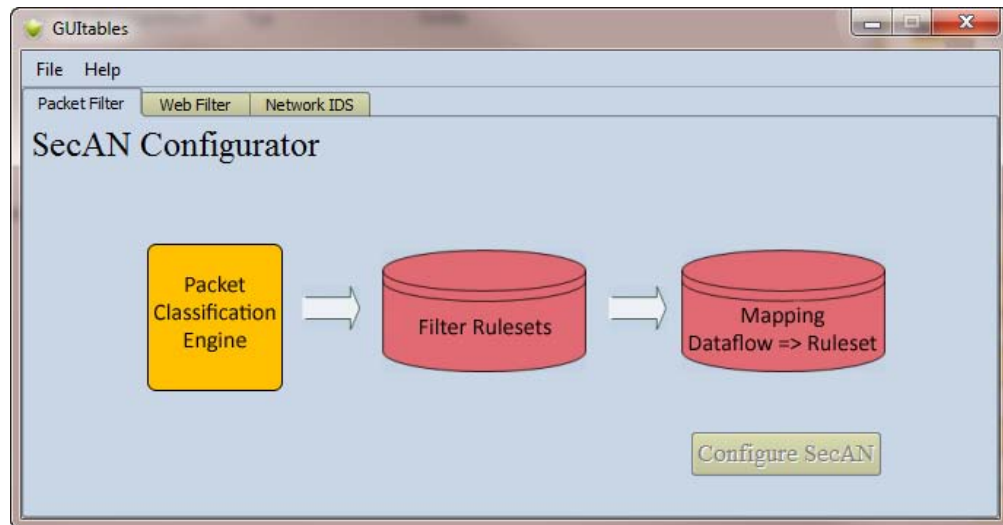 GUItables
File Help
Packet Filter Web Filter Network IDS
SecAN Configurator
Packet
Classification
Engine
Filter Rulesets
Mapping
Dataflow => Ruleset
Configure SecAN